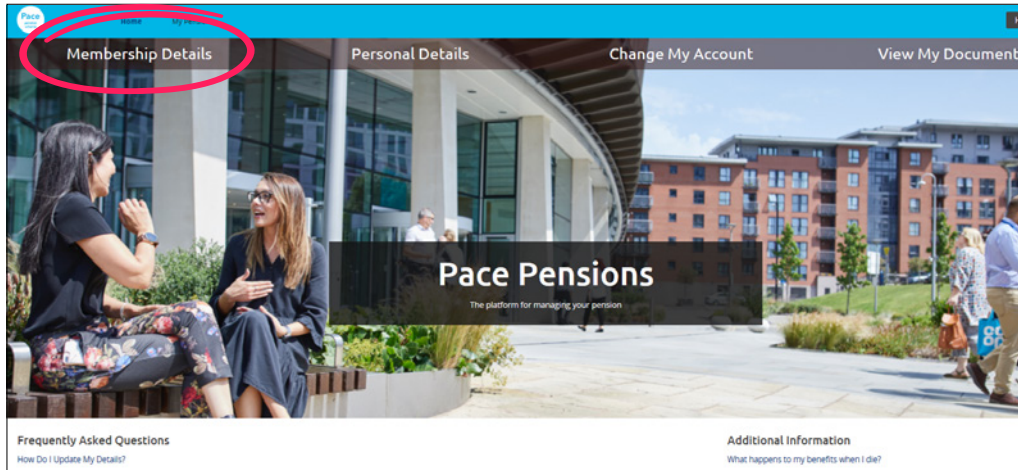 Pace
Home
Membership Details
Personal Details
Change My Account
View My Document
Pace Pensions
The platform for managing your pension
Frequently Asked Questions
How Do I Update My Details?
Additional Information
What happens to my benefits when I die?